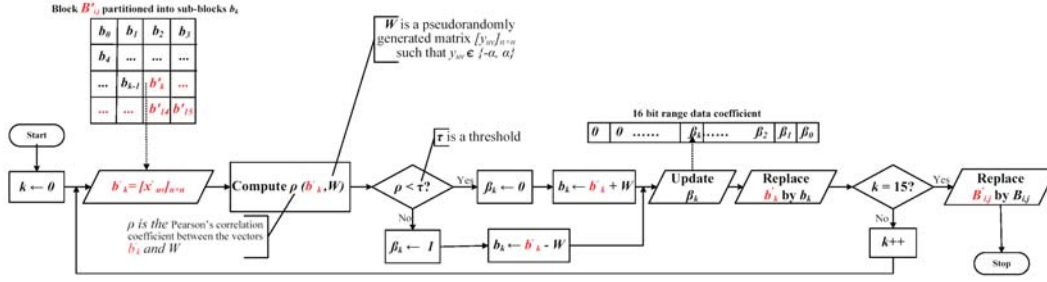 Block B'i,j partitioned into sub-blocks bk
b0 b1 b2 b3
b4 ... ... ...
... bk-1 b'k ...
... ... b'14 b'15
W is a pseudorandomly
generated matrix [yuv]n×n
such that yuv ϵ {-α, α}
τ is a threshold
16 bit range data coefficient
0 0 ...... βk ...... β2 β1 β0
Start
k ← 0
b'k = [x'uv]n×n
Compute ρ (b'k, W)
ρ < τ?
Yes
βk ← 0
bk ← b'k + W
Update
βk
Replace
b'k by bk
k = 15?
Yes
Replace
B'i,j by Bi,j
No
βk ← 1
bk ← b'k - W
No
k++
Stop
ρ is the Pearson's correlation
coefficient between the vectors
b'k and W